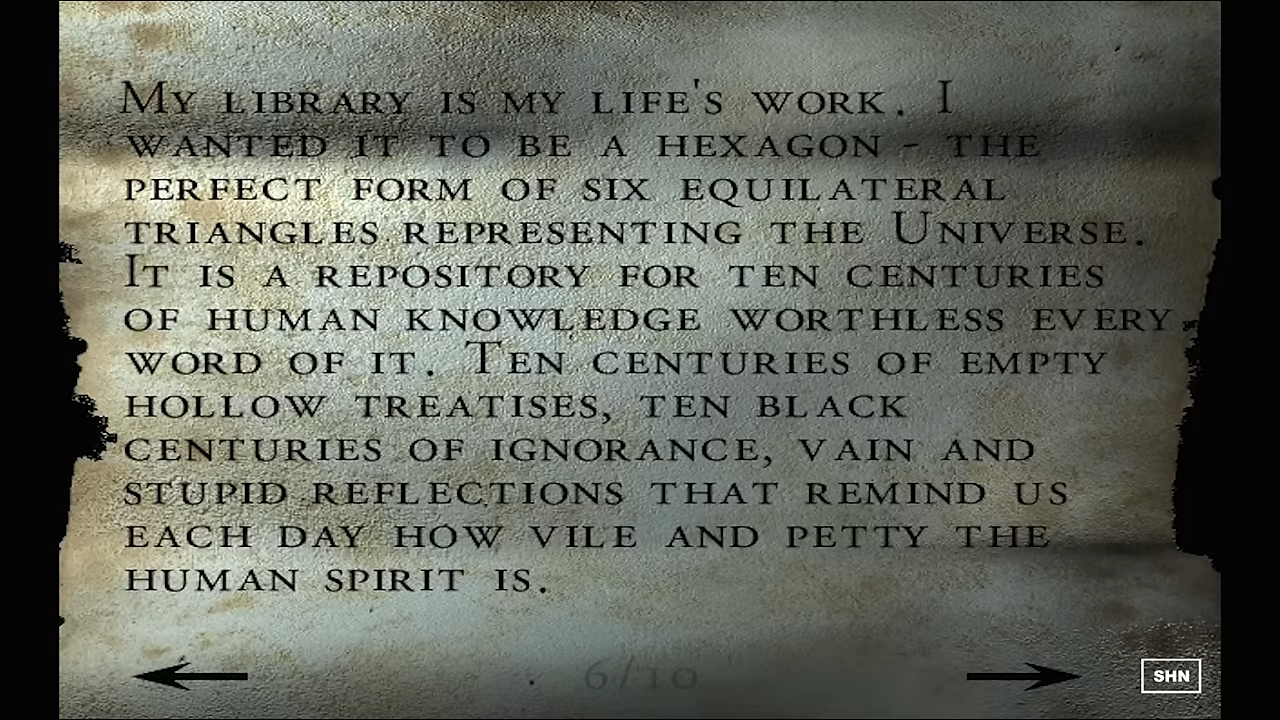 My library is my life's work. I
wanted it to be a hexagon - the
perfect form of six equilateral
triangles representing the Universe.
It is a repository for ten centuries
of human knowledge worthless every
word of it. Ten centuries of empty
hollow treatises, ten black
centuries of ignorance, vain and
stupid reflections that remind us
each day how vile and petty the
human spirit is.
6/10
SHN